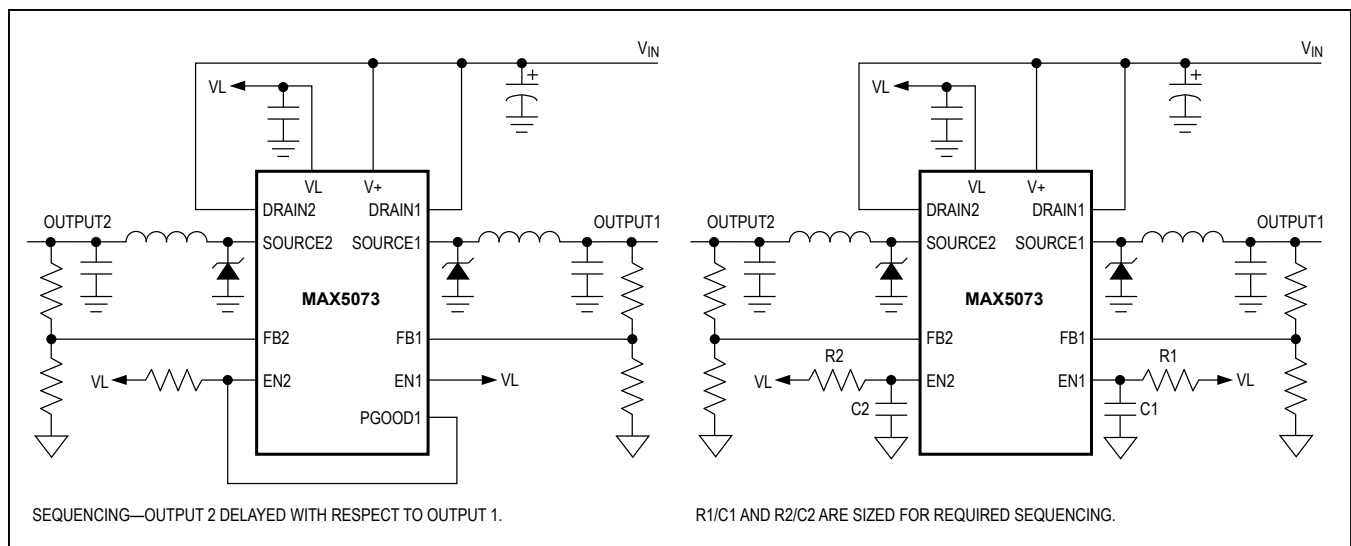 VIN
VL
VL
V+
DRAIN2
DRAIN1
OUTPUT2
OUTPUT1
SOURCE2
SOURCE1
MAX5073
FB2
FB1
VL
EN2
EN1
VL
PGOOD1
SEQUENCING—OUTPUT 2 DELAYED WITH RESPECT TO OUTPUT 1.
VIN
VL
VL
V+
DRAIN2
DRAIN1
OUTPUT2
OUTPUT1
SOURCE2
SOURCE1
MAX5073
FB2
FB1
R2
R1
VL
EN2
EN1
VL
C2
C1
R1/C1 AND R2/C2 ARE SIZED FOR REQUIRED SEQUENCING.